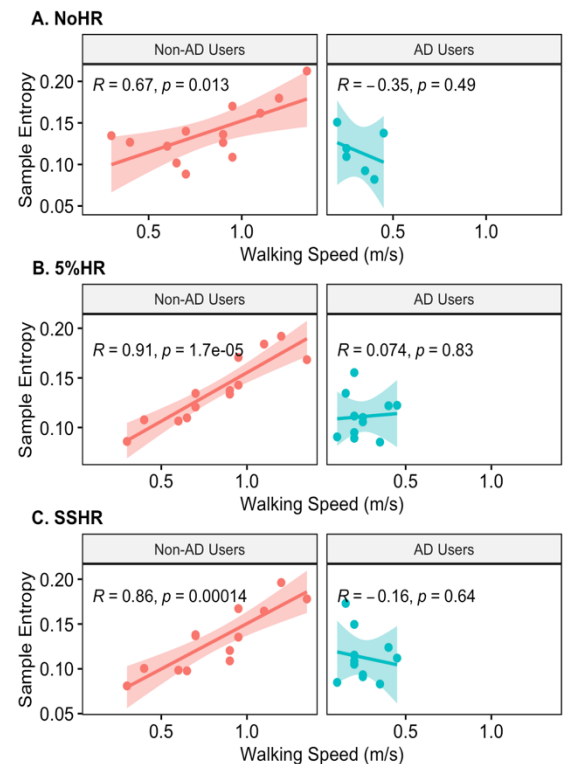 A. NoHR
Non-AD Users
AD Users
R = 0.67, p = 0.013
R = −0.35, p = 0.49
Sample Entropy
0.20
0.15
0.10
0.05
0.5
1.0
0.5
1.0
Walking Speed (m/s)
B. 5%HR
Non-AD Users
AD Users
R = 0.91, p = 1.7e-05
R = 0.074, p = 0.83
Sample Entropy
0.20
0.15
0.10
0.5
1.0
0.5
1.0
Walking Speed (m/s)
C. SSHR
Non-AD Users
AD Users
R = 0.86, p = 0.00014
R = −0.16, p = 0.64
Sample Entropy
0.20
0.15
0.10
0.05
0.5
1.0
0.5
1.0
Walking Speed (m/s)